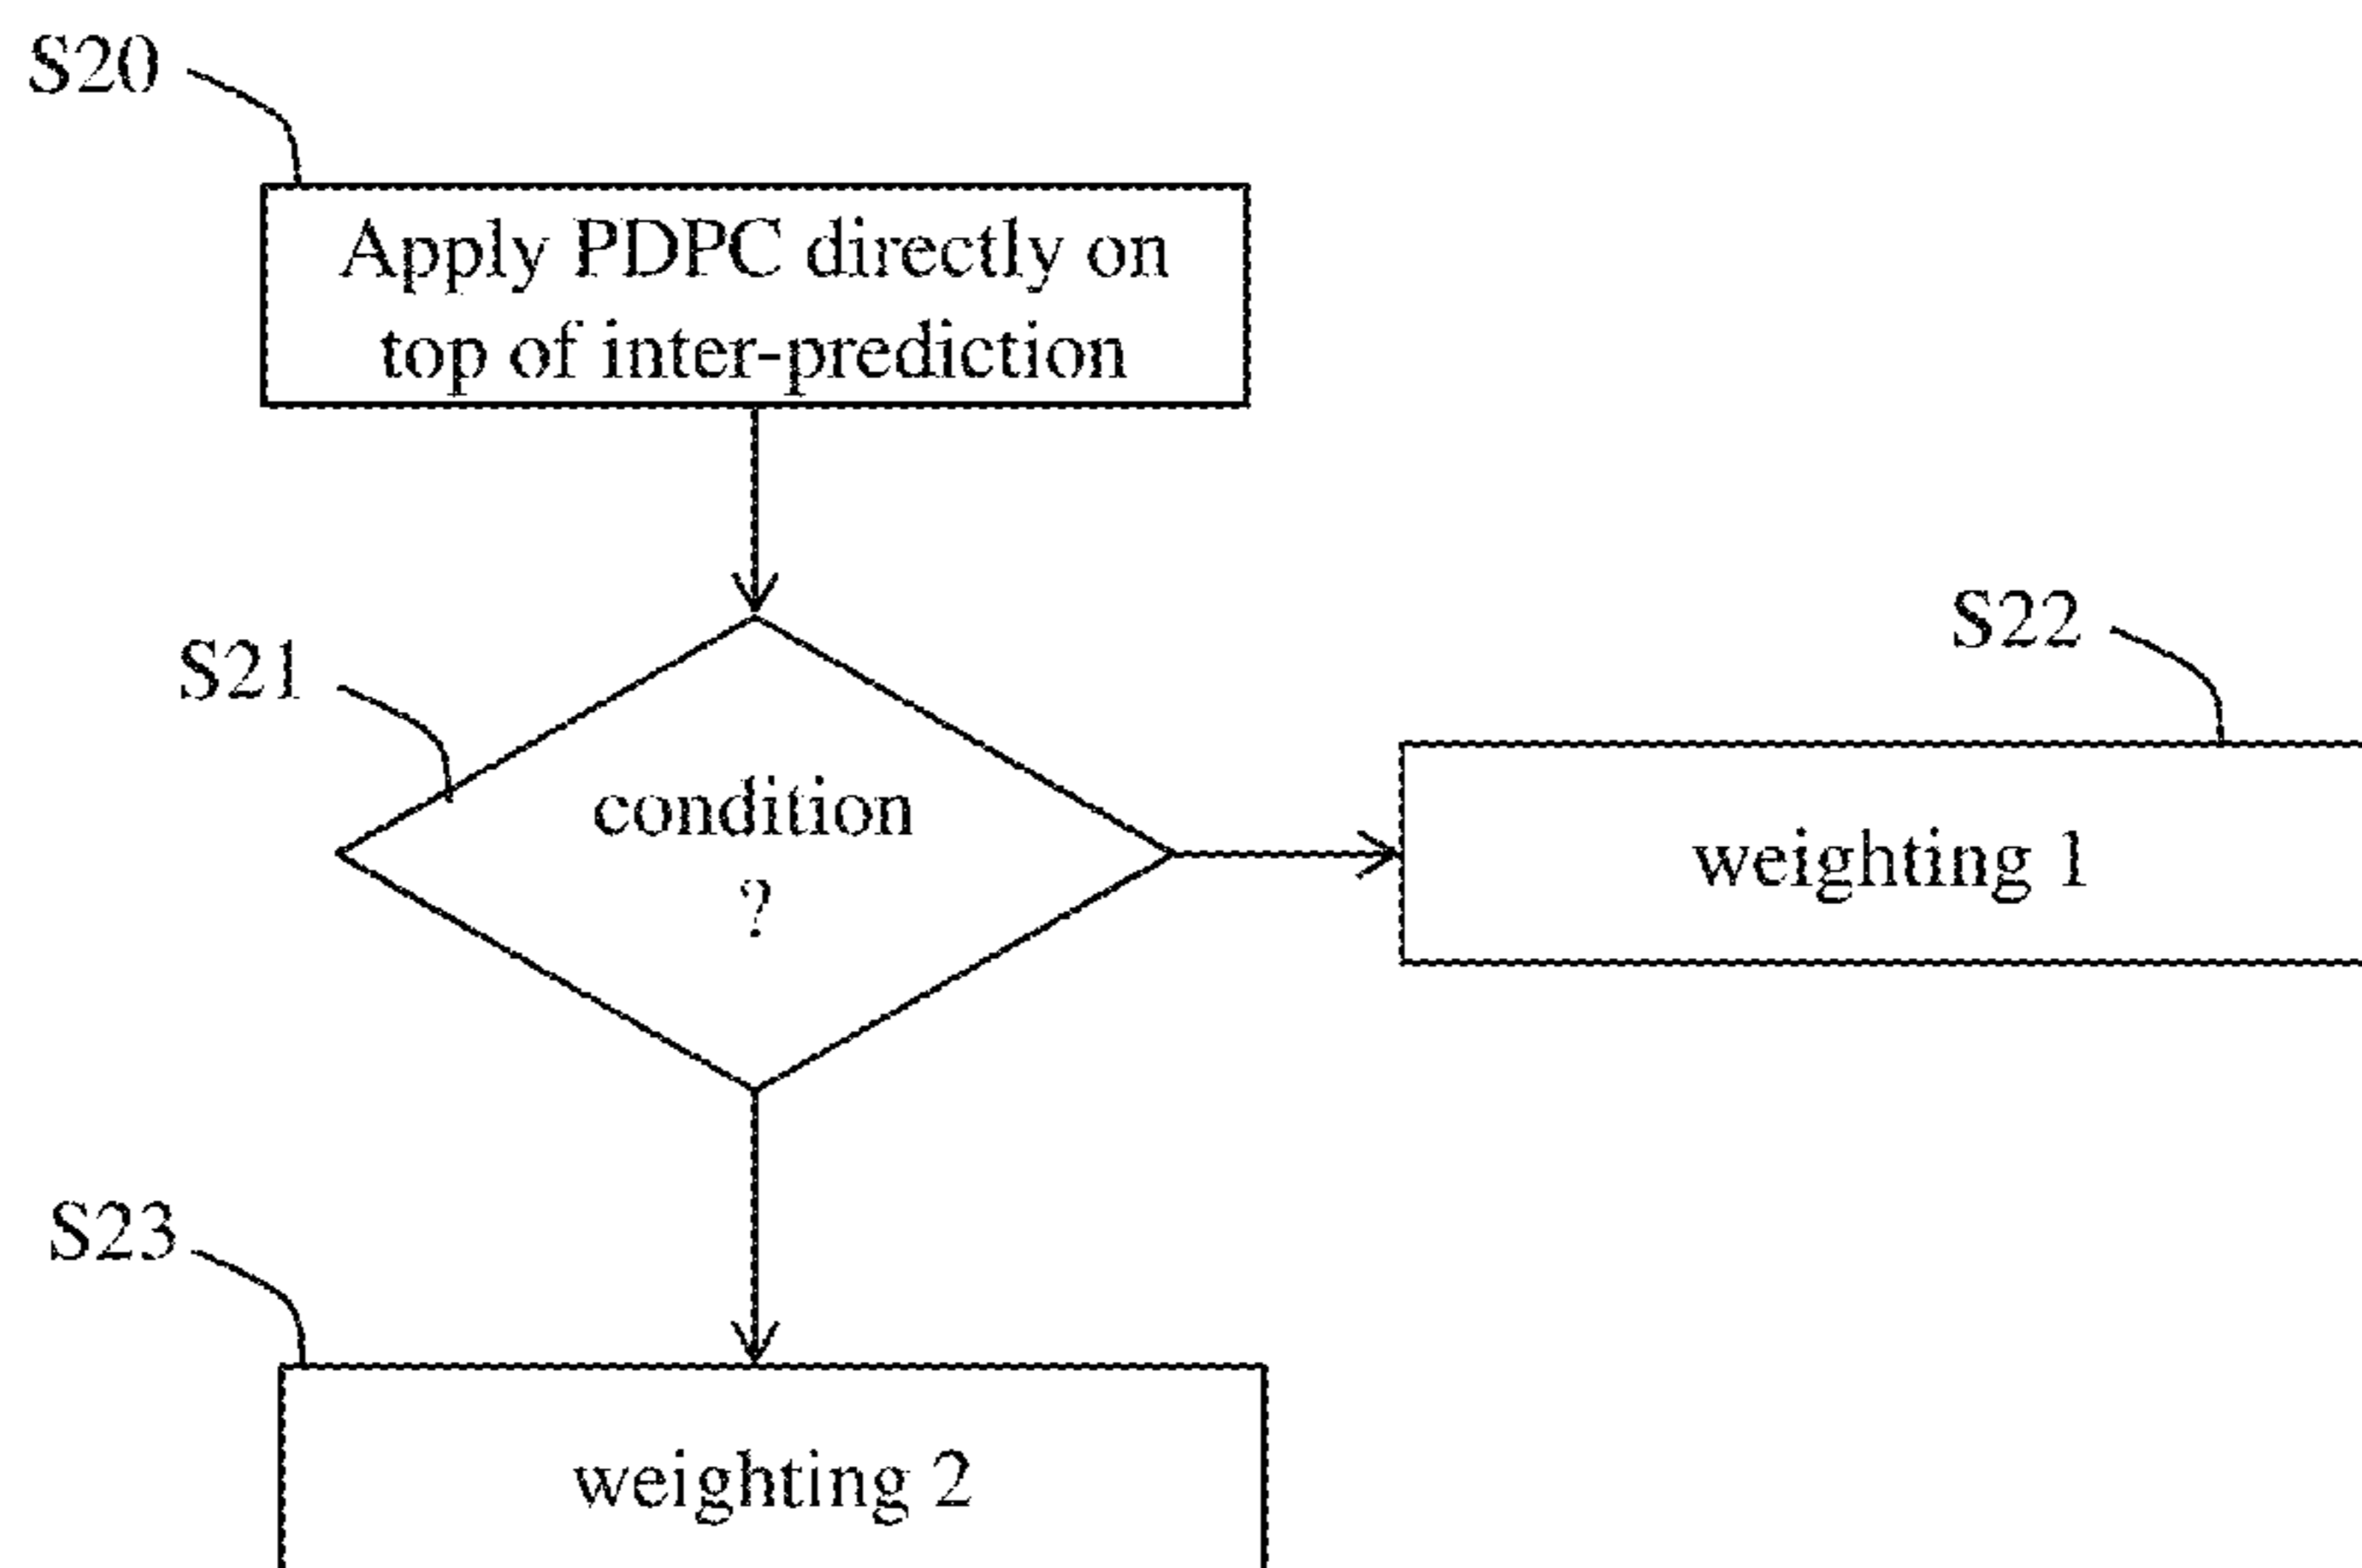 S20
Apply PDPC directly on
top of inter-prediction
S21
condition
?
S22
weighting 1
S23
weighting 2